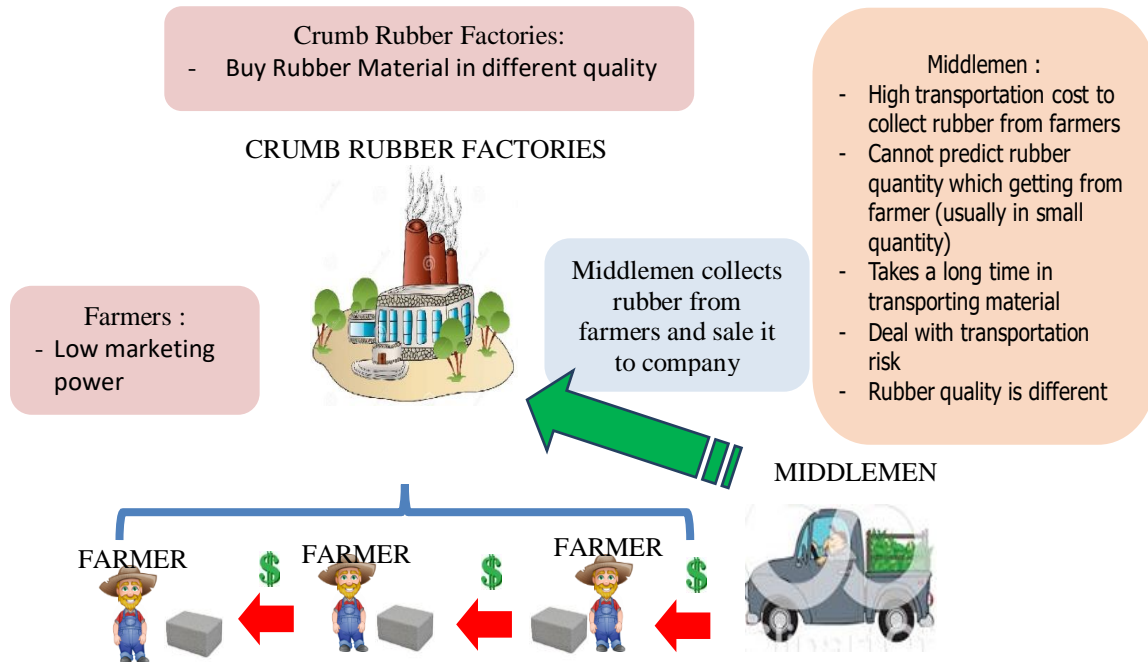 Crumb Rubber Factories:
- Buy Rubber Material in different quality
Middlemen :
- High transportation cost to
collect rubber from farmers
- Cannot predict rubber
quantity which getting from
farmer (usually in small
quantity)
- Takes a long time in
transporting material
- Deal with transportation
risk
- Rubber quality is different
CRUMB RUBBER FACTORIES
Middlemen collects
rubber from
farmers and sale it
to company
Farmers :
- Low marketing
power
MIDDLEMEN
FARMER
$
FARMER
$
FARMER
$